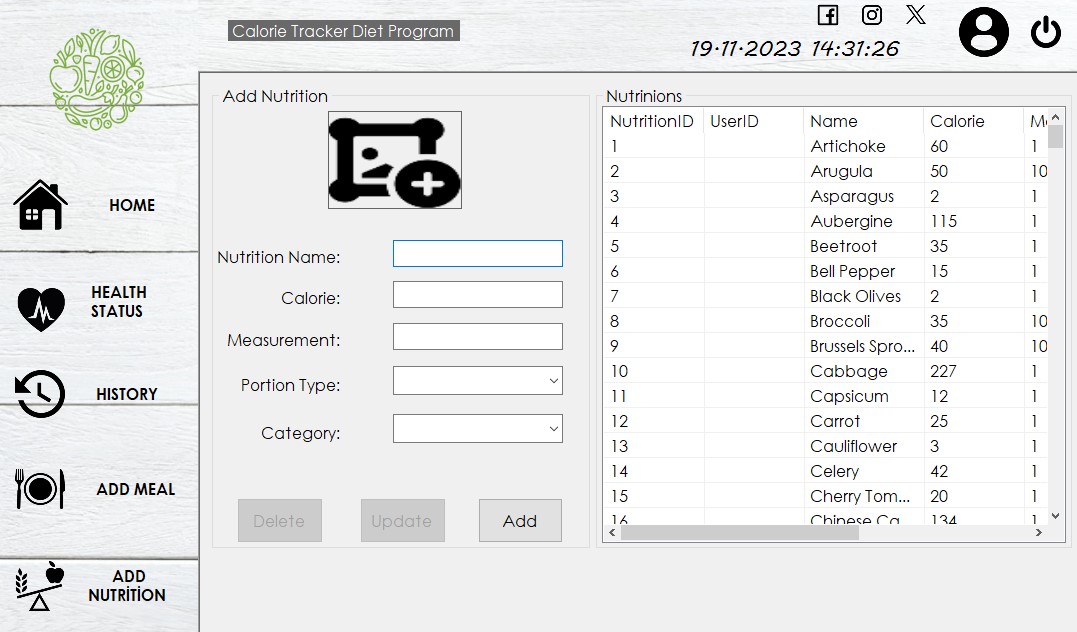 Calorie Tracker Diet Program
19.11.2023 14:31:26
HOME
HEALTH
STATUS
HISTORY
ADD MEAL
ADD
NUTRİTİON
Add Nutrition
Nutrition Name:
Calorie:
Measurement:
Portion Type:
Category:
Delete Update Add
Nutrinions
NutritionID UserID Name Calorie M
1 Artichoke 60 1
2 Arugula 50 10
3 Asparagus 2 1
4 Aubergine 115 1
5 Beetroot 35 1
6 Bell Pepper 15 1
7 Black Olives 2 1
8 Broccoli 35 10
9 Brussels Spro... 40 10
10 Cabbage 227 1
11 Capsicum 12 1
12 Carrot 25 1
13 Cauliflower 3 1
14 Celery 42 1
15 Cherry Tom... 20 1
16 Chinese Ca 134 1